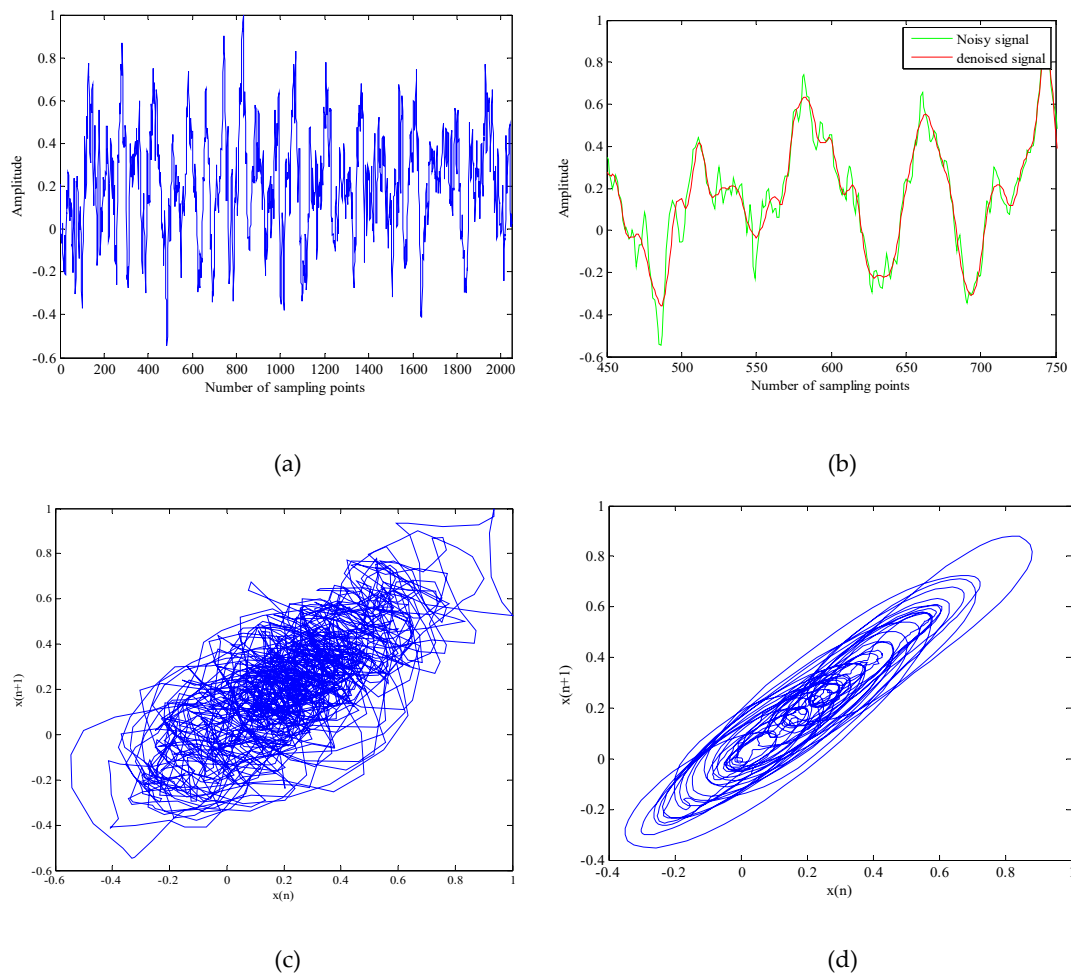 1
0.8
0.6
0.4
0.2
0
-0.2
-0.4
-0.6
Amplitude
0 200 400 600 800 1000 1200 1400 1600 1800 2000
Number of sampling points
(a)
1
0.8
0.6
0.4
0.2
0
-0.2
-0.4
-0.6
Amplitude
Noisy signal
denoised signal
450 500 550 600 650 700 750
Number of sampling points
(b)
1
0.8
0.6
0.4
0.2
0
-0.2
-0.4
-0.6
x(n+1)
-0.6 -0.4 -0.2 0 0.2 0.4 0.6 0.8 1
x(n)
(c)
1
0.8
0.6
0.4
0.2
0
-0.2
-0.4
x(n+1)
-0.4 -0.2 0 0.2 0.4 0.6 0.8 1
x(n)
(d)